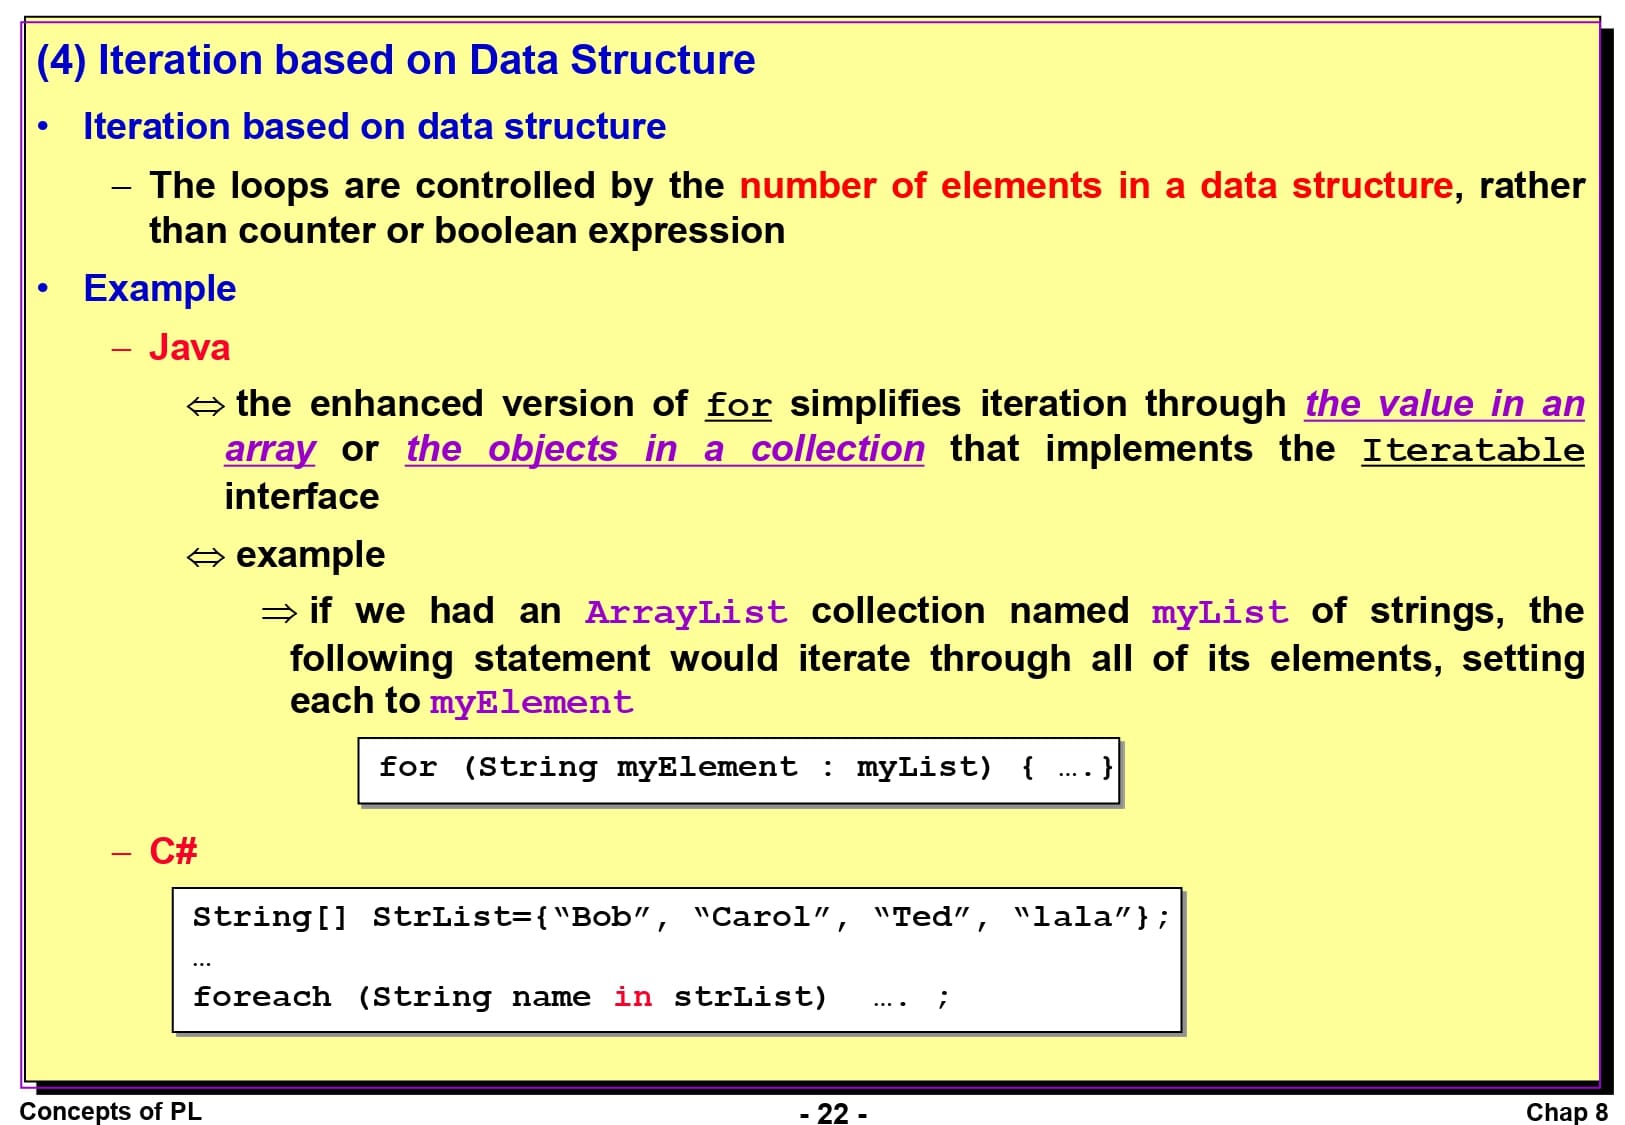 (4) Iteration based on Data Structure
• Iteration based on data structure
– The loops are controlled by the number of elements in a data structure, rather
than counter or boolean expression
• Example
– Java
⇔ the enhanced version of for simplifies iteration through the value in an
array or the objects in a collection that implements the Iteratable
interface
⇔ example
⇒ if we had an ArrayList collection named myList of strings, the
following statement would iterate through all of its elements, setting
each to myElement
for (String myElement : myList) { ….}
– C#
String[] StrList={“Bob”, “Carol”, “Ted”, “lala”};
…
foreach (String name in strList) …. ;
Concepts of PL
- 22 -
Chap 8